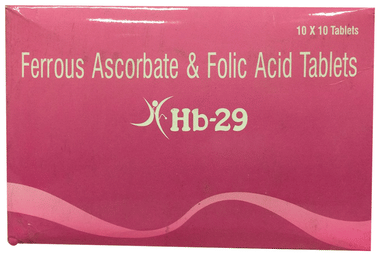 10 X 10 Tablets
Ferrous Ascorbate & Folic Acid Tablets
Hb-29